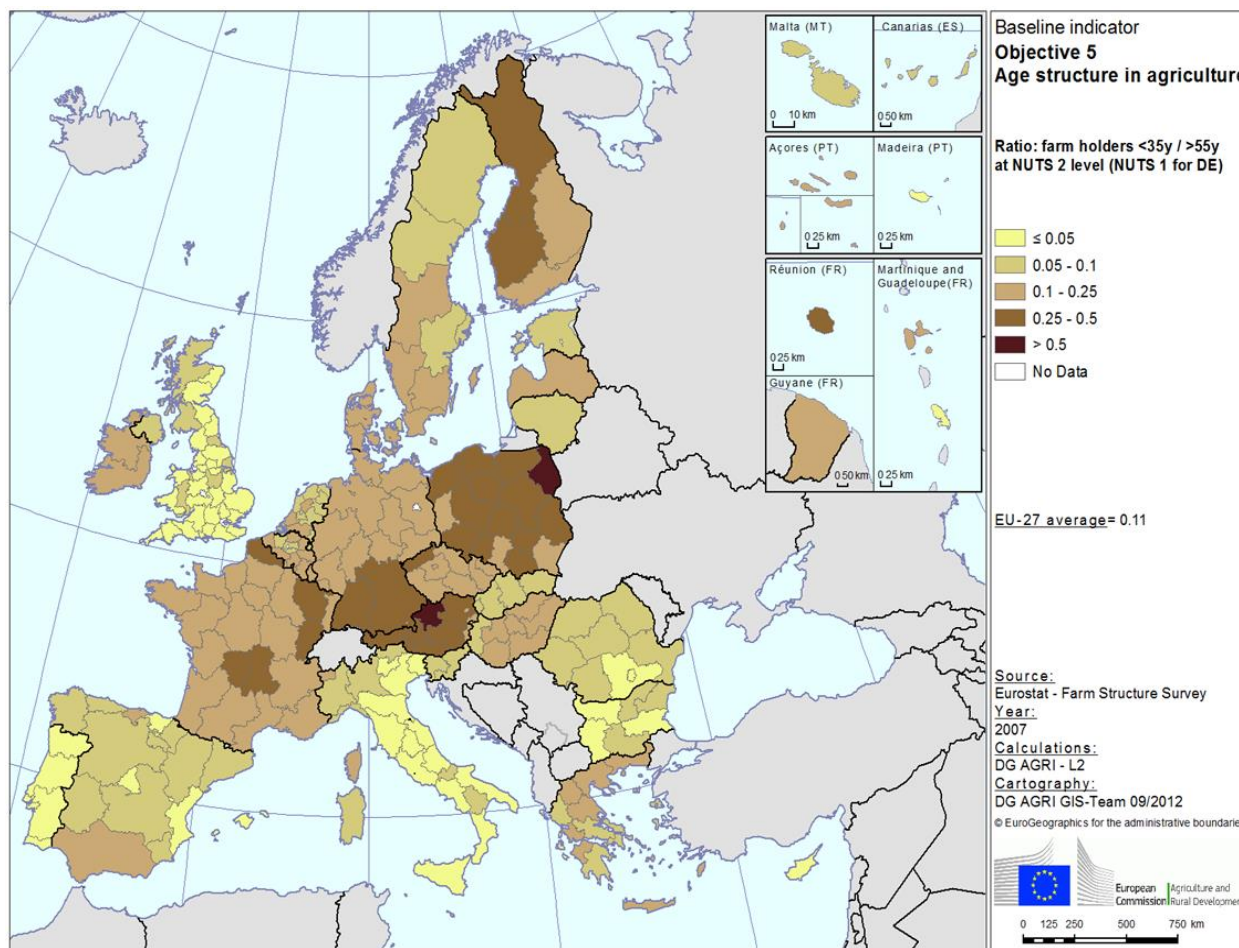 Malta (MT)
0 10 km
Canarias (ES)
0 50 km
Açores (PT)
0 25 km
Madeira (PT)
0 25 km
Réunion (FR)
0 25 km
Martinique and
Guadeloupe(FR)
0 25 km
Guyane (FR)
0 50 km
Baseline indicator
Objective 5
Age structure in agriculture
Ratio: farm holders <35y / >55y
at NUTS 2 level (NUTS 1 for DE)
≤ 0.05
0.05 - 0.1
0.1 - 0.25
0.25 - 0.5
> 0.5
No Data
EU-27 average= 0.11
Source:
Eurostat - Farm Structure Survey
Year:
2007
Calculations:
DG AGRI - L2
Cartography:
DG AGRI GIS-Team 09/2012
© EuroGeographics for the administrative boundarie
European
Commission
Agriculture and
Rural Developmen
0 125 250 500 750 km